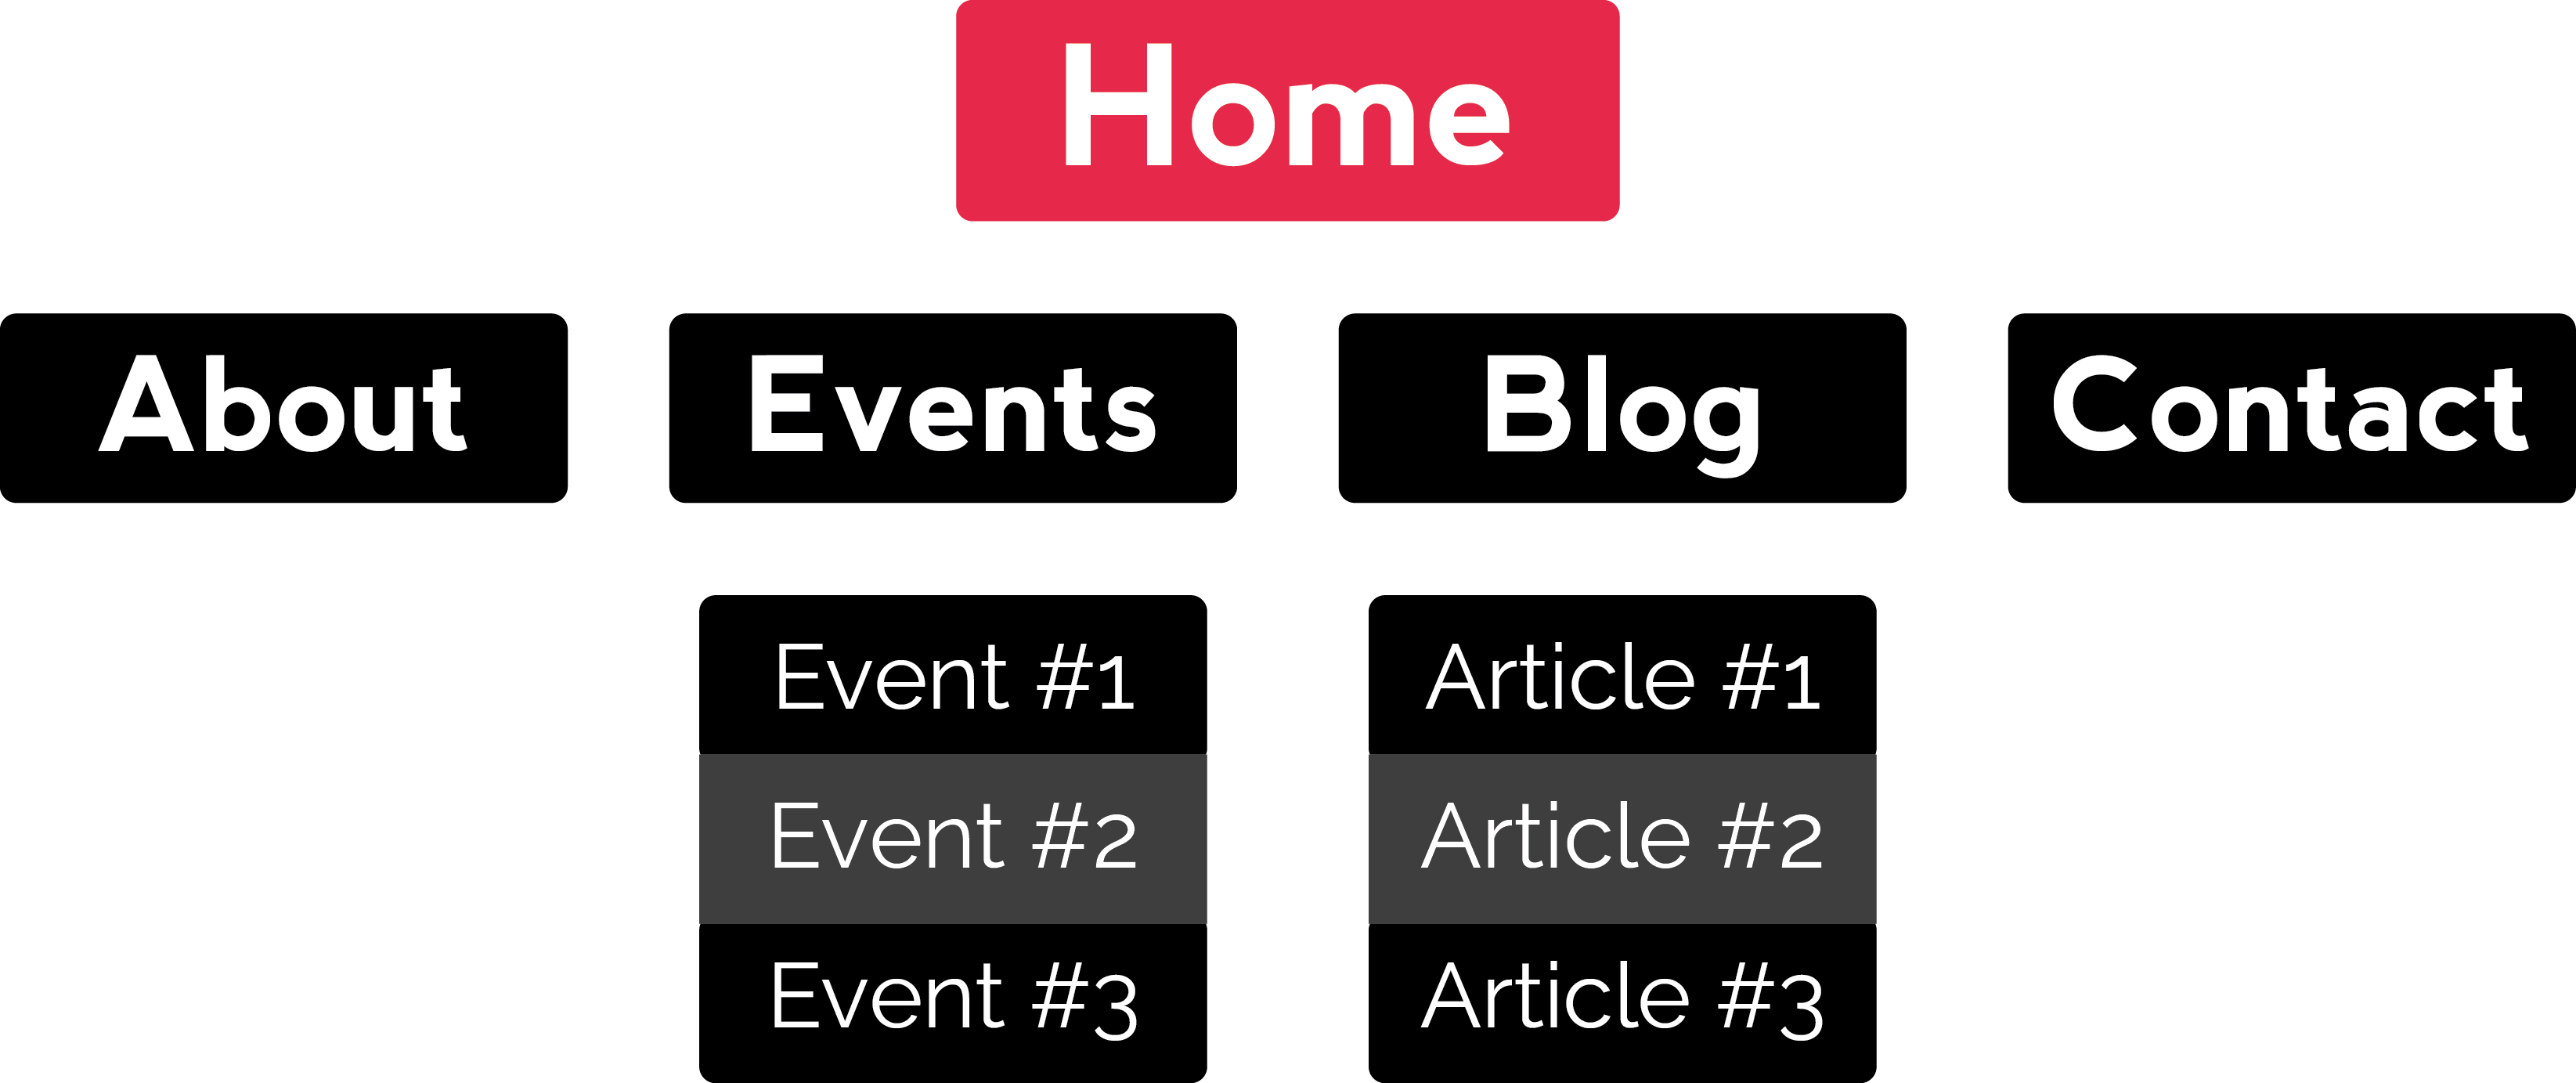 Home
About Events Blog Contact
Event #1 Article #1
Event #2 Article #2
Event #3 Article #3